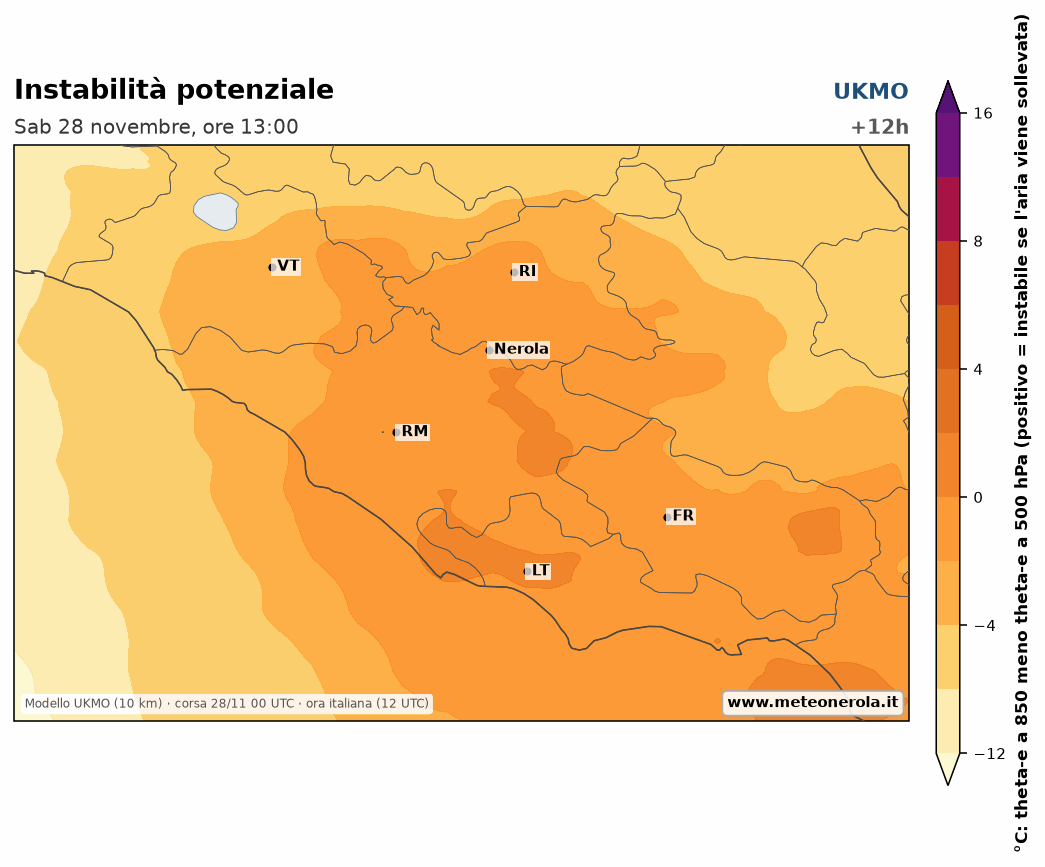 Instabilità potenziale
UKMO
Sab 28 novembre, ore 13:00
+12h
VT
RI
Nerola
RM
FR
LT
Modello UKMO (10 km) · corsa 28/11 00 UTC · ora italiana (12 UTC)
www.meteonerola.it
16
8
4
0
−4
−12
°C: theta-e a 850 meno theta-e a 500 hPa (positivo = instabile se l'aria viene sollevata)